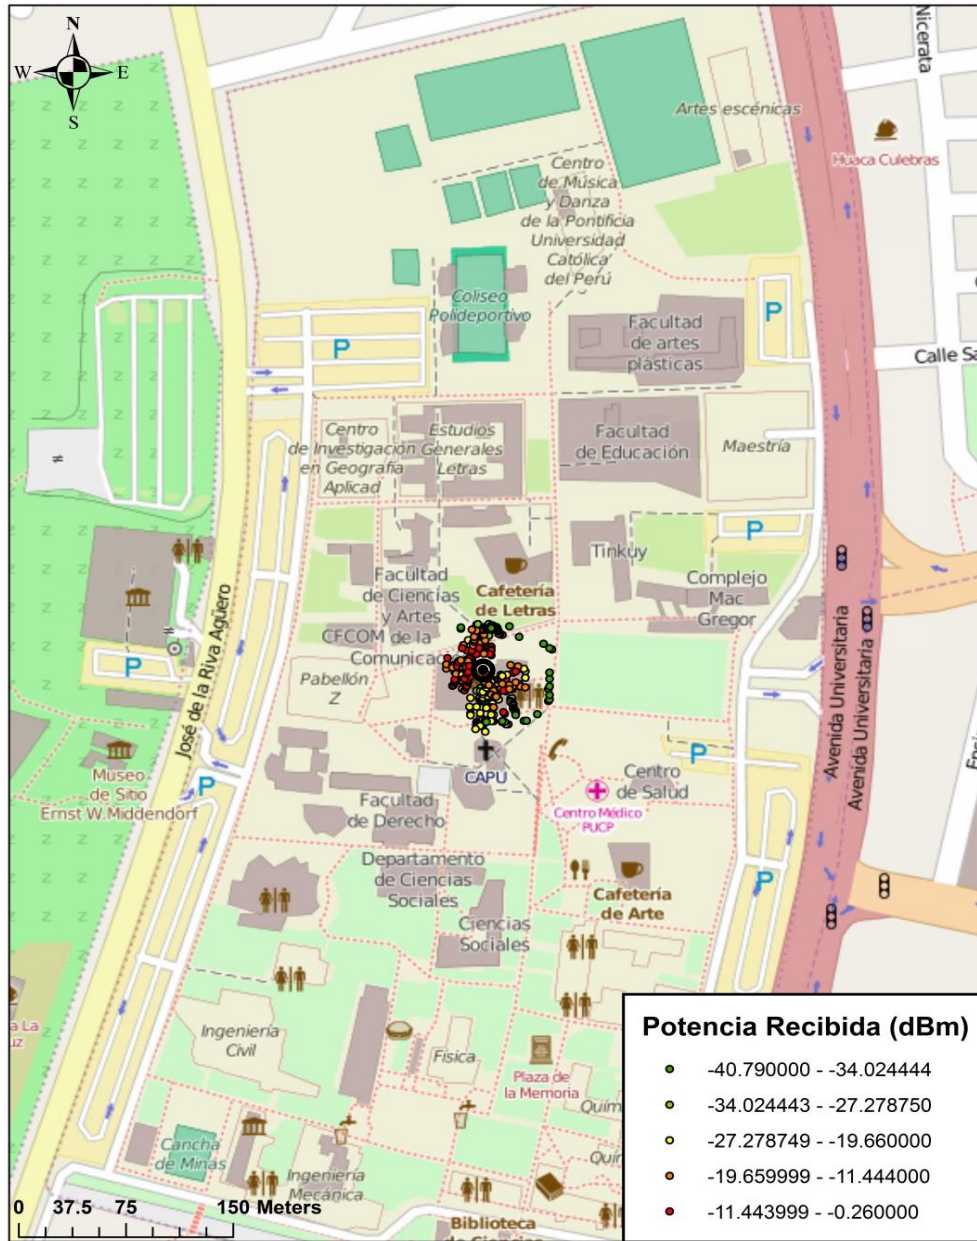 N
W E
S
Nicerata
Artes escénicas
Huaca Culebras
Centro
de Música
y Danza
de la Pontificia
Universidad
Católica
del Perú
Coliseo
Polideportivo
P
P
Facultad
de artes
plásticas
Calle Sa
Centro
de Investigación
en Geografía
Aplicad
Estudios
Generales
Letras
Facultad
de Educación
Maestría
P
Tinkuy
Complejo
Mac
Gregor
Facultad
de Ciencias
y Artes
CFCOM de la
Comunicac
Cafetería
de Letras
Pabellón
Z
P
José de la Riva Agüero
Avenida Universitaria
Avenida Universitaria
Museo
de Sitio
Ernst W.Middendorf
P
P
CAPU
Centro
de Salud
Centro Médico
PUCP
Facultad
de Derecho
Departamento
de Ciencias
Sociales
Cafetería
de Arte
P
Ciencias
Sociales
a La
uz
Ingeniería
Civil
Física
Plaza de
la Memoria
Quím
Quím
Cancha
de Minas
Ingeniería
Mecánica
Biblioteca
de Ciencias
0 37.5 75 150 Meters
Potencia Recibida (dBm)
-40.790000 - -34.024444
-34.024443 - -27.278750
-27.278749 - -19.660000
-19.659999 - -11.444000
-11.443999 - -0.260000